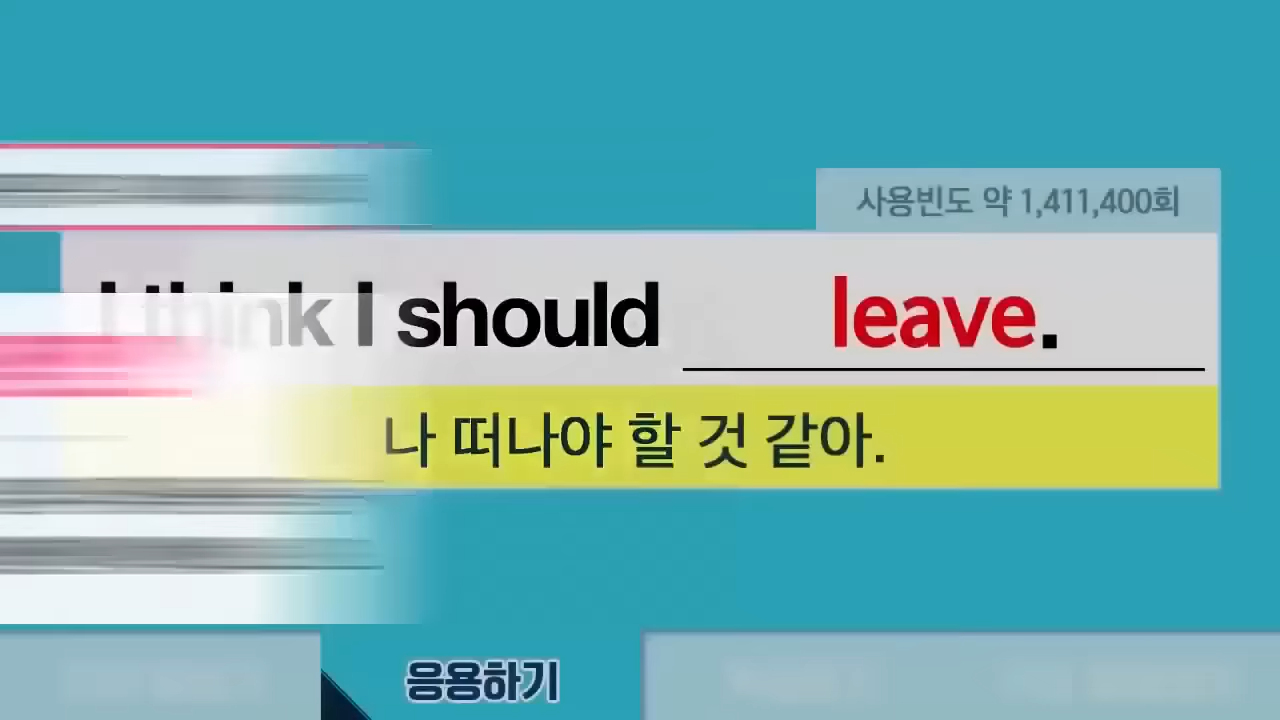 사용빈도 약 1,411,400회
I think I should leave.
나 떠나야 할 것 같아.
응용하기